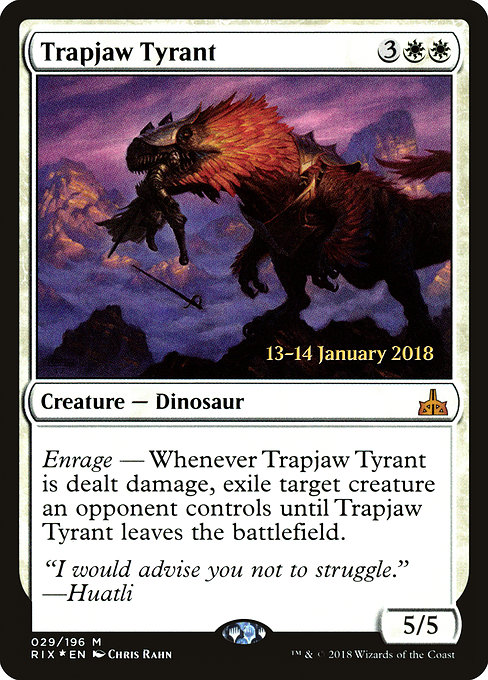 Trapjaw Tyrant 3
13–14 January 2018
Creature — Dinosaur
Enrage — Whenever Trapjaw Tyrant
is dealt damage, exile target creature
an opponent controls until Trapjaw
Tyrant leaves the battlefield.
“I would advise you not to struggle.”
—Huatli
5/5
029/196 M
RIX ★ EN Chris Rahn
™ & © 2018 Wizards of the Coast